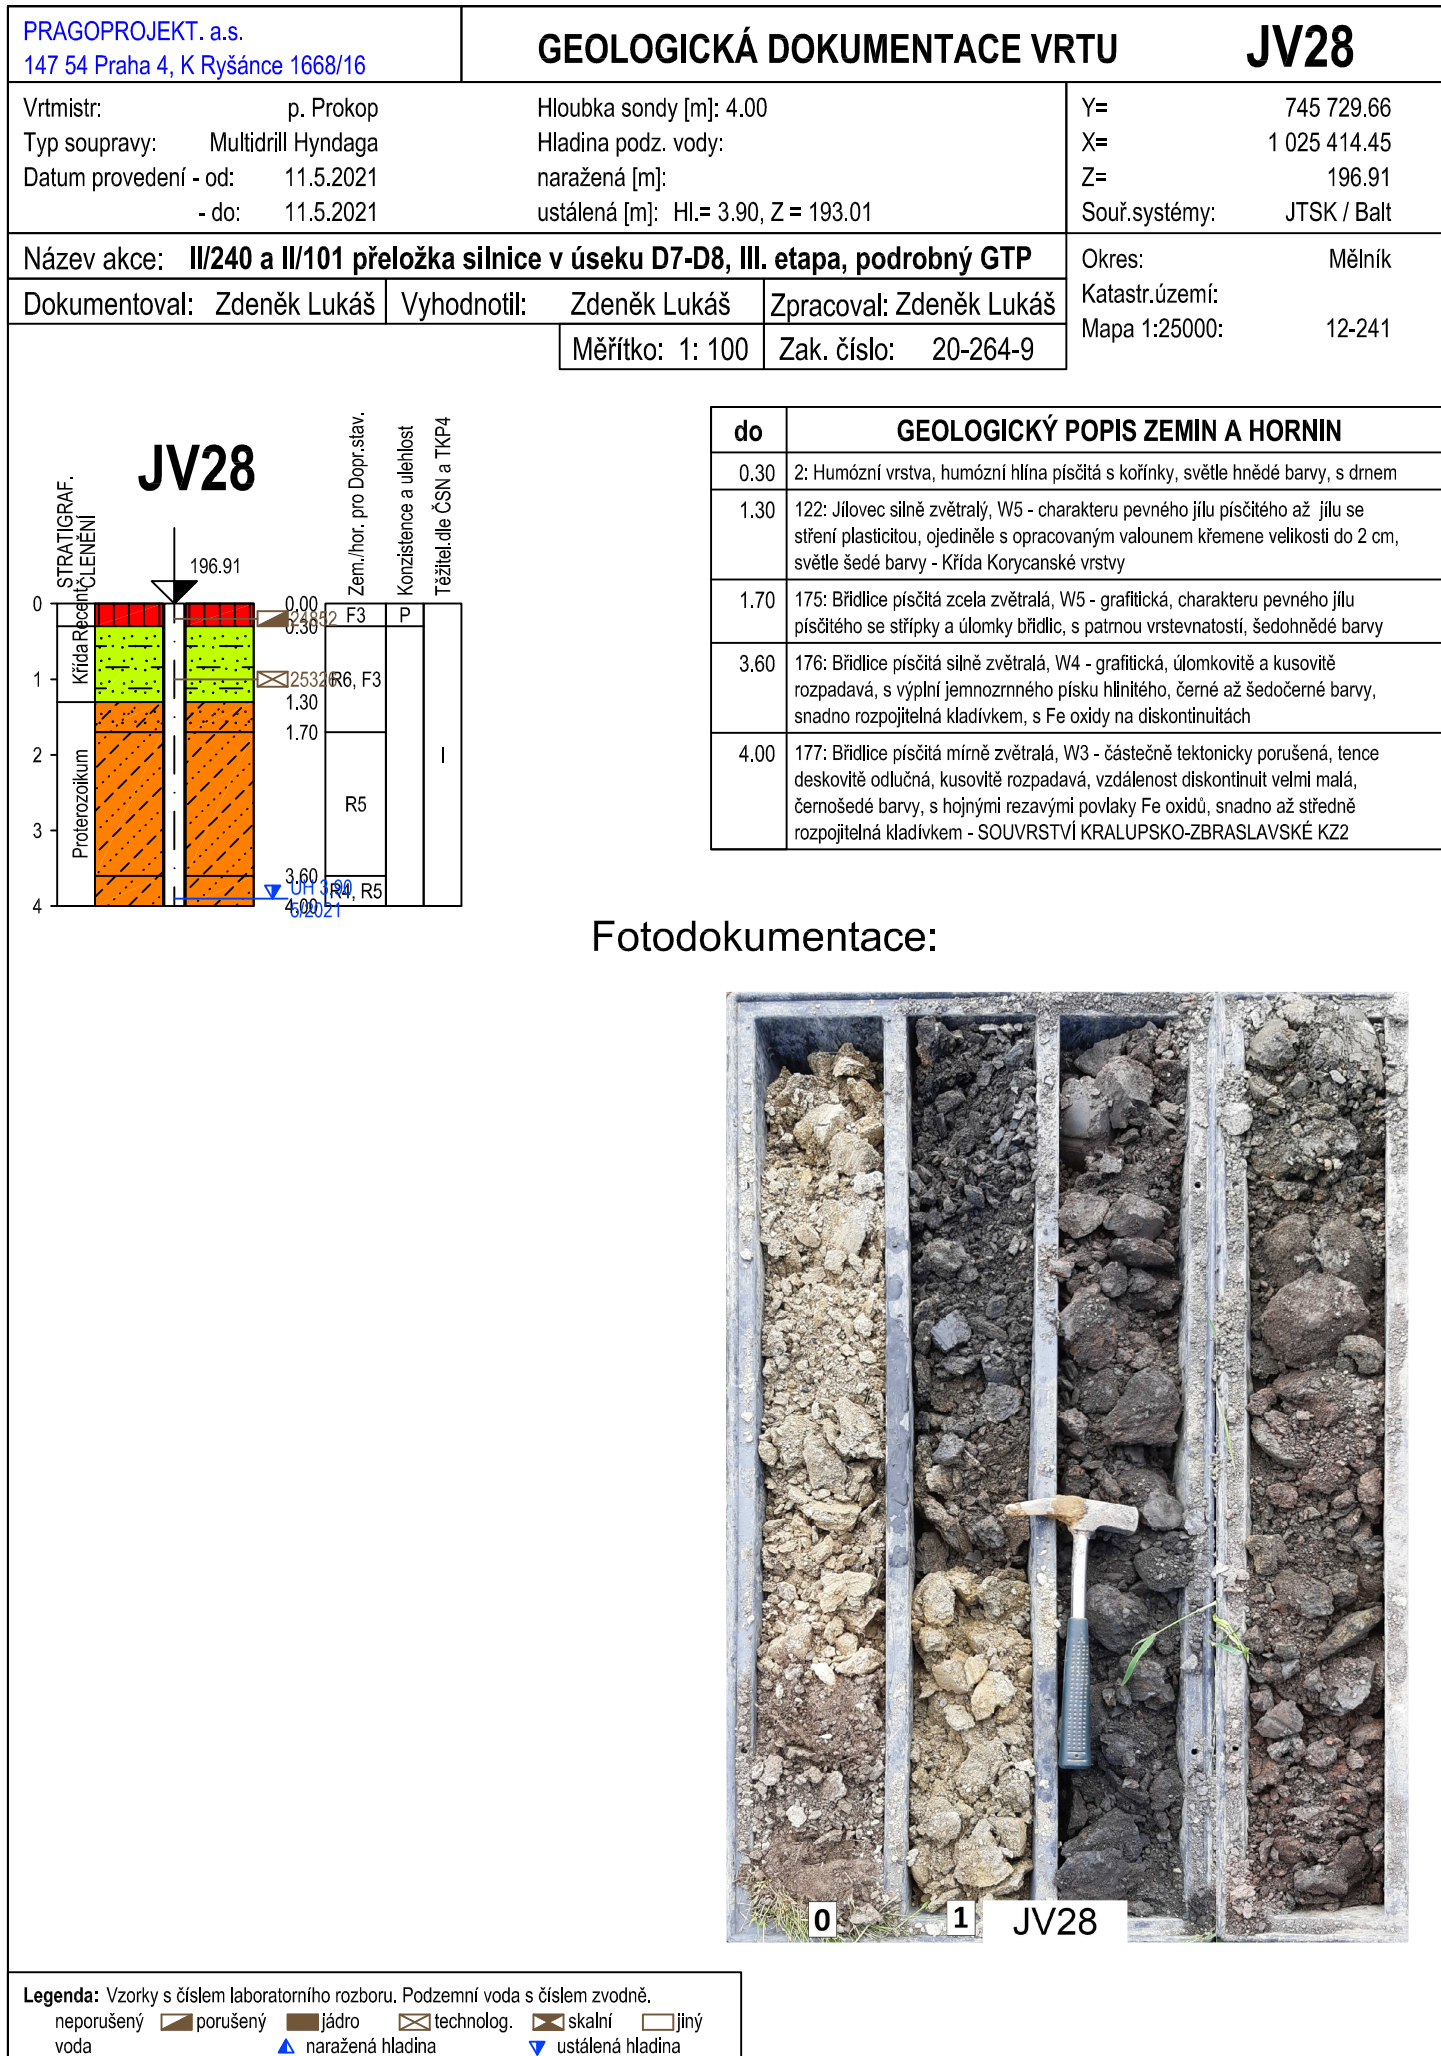 PRAGOPROJEKT. a.s.
147 54 Praha 4, K Ryšánce 1668/16
GEOLOGICKÁ DOKUMENTACE VRTU JV28
Vrtmistr: p. Prokop
Typ soupravy: Multidrill Hyndaga
Datum provedení - od: 11.5.2021
- do: 11.5.2021
Hloubka sondy [m]: 4.00
Hladina podz. vody:
naražená [m]:
ustálená [m]: Hl.= 3.90, Z = 193.01
Y= 745 729.66
X= 1 025 414.45
Z= 196.91
Souř.systémy: JTSK / Balt
Název akce: II/240 a II/101 přeložka silnice v úseku D7-D8, III. etapa, podrobný GTP
Okres: Mělník
Katastr.území:
Mapa 1:25000: 12-241
Dokumentoval: Zdeněk Lukáš Vyhodnotil: Zdeněk Lukáš Zpracoval: Zdeněk Lukáš
Měřítko: 1: 100 Zak. číslo: 20-264-9
JV28
STRATIGRAF.
ČLENĚNÍ
Zem./hor. pro Dopr.stav.
Konzistence a ulehlost
Těžitel.dle ČSN a TKP4
196.91
0
1
2
3
4
Recent
Křída
Proterozoikum
0.00
24852
0.30
25326
1.30
1.70
3.60
UH 3.90
4.00
5/2021
F3 P
R6, F3
R5
R4, R5
I
do GEOLOGICKÝ POPIS ZEMIN A HORNIN
0.30 2: Humózní vrstva, humózní hlína písčitá s kořínky, světle hnědé barvy, s drnem
1.30 122: Jílovec silně zvětralý, W5 - charakteru pevného jílu písčitého až jílu se
stření plasticitou, ojediněle s opracovaným valounem křemene velikosti do 2 cm,
světle šedé barvy - Křída Korycanské vrstvy
1.70 175: Břidlice písčitá zcela zvětralá, W5 - grafitická, charakteru pevného jílu
písčitého se střípky a úlomky břidlic, s patrnou vrstevnatostí, šedohnědé barvy
3.60 176: Břidlice písčitá silně zvětralá, W4 - grafitická, úlomkovitě a kusovitě
rozpadavá, s výplní jemnozrnného písku hlinitého, černé až šedočerné barvy,
snadno rozpojitelná kladívkem, s Fe oxidy na diskontinuitách
4.00 177: Břidlice písčitá mírně zvětralá, W3 - částečně tektonicky porušená, tence
deskovitě odlučná, kusovitě rozpadavá, vzdálenost diskontinuit velmi malá,
černošedé barvy, s hojnými rezavými povlaky Fe oxidů, snadno až středně
rozpojitelná kladívkem - SOUVRSTVÍ KRALUPSKO-ZBRASLAVSKÉ KZ2
Fotodokumentace:
0 1 JV28
Legenda: Vzorky s číslem laboratorního rozboru. Podzemní voda s číslem zvodně.
neporušený porušený jádro technolog. skalní jiný
voda naražená hladina ustálená hladina